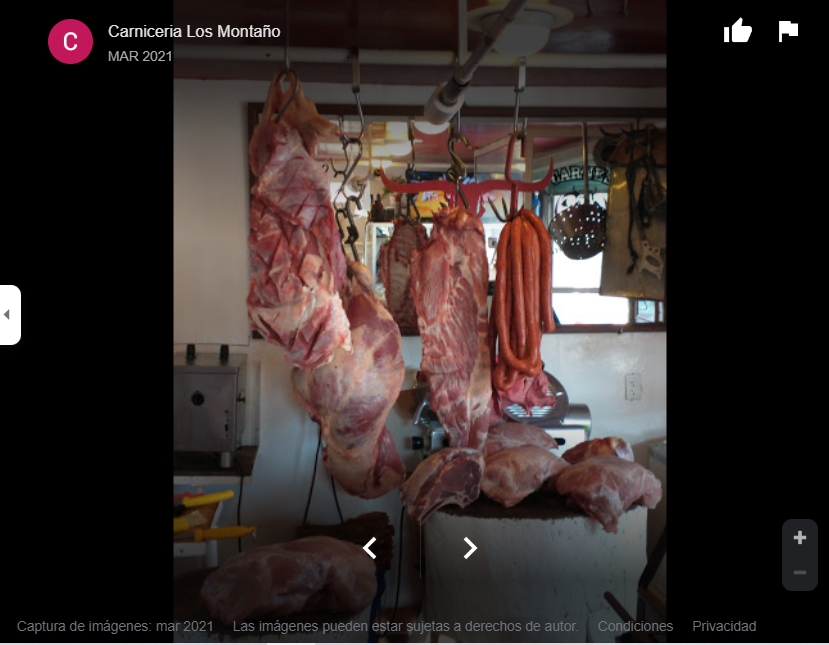 C
Carniceria Los Montaño
MAR 2021
CARTER
Captura de imágenes: mar 2021
Las imágenes pueden estar sujetas a derechos de autor.
Condiciones
Privacidad